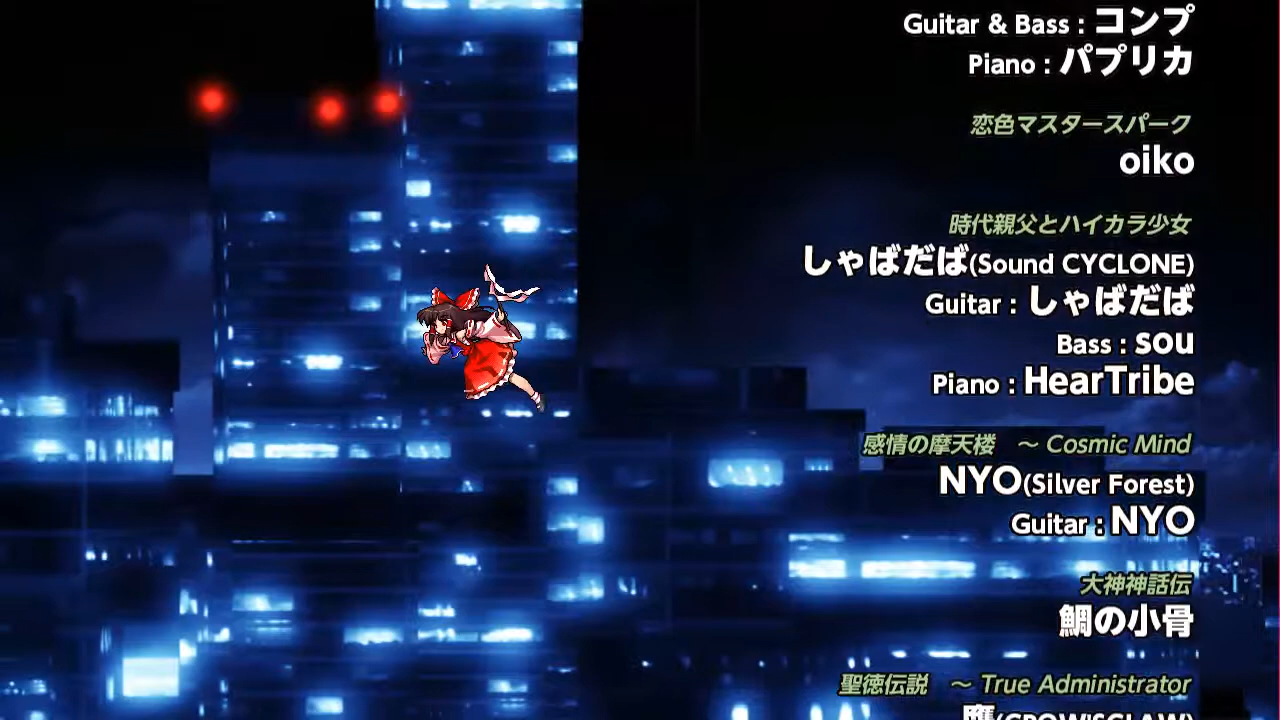 Guitar & Bass : コンプ
Piano : パプリカ
恋色マスタースパーク
oiko
時代親父とハイカラ少女
しゃばだば(Sound CYCLONE)
Guitar : しゃばだば
Bass : sou
Piano : HearTribe
感情の摩天楼　～ Cosmic Mind
NYO(Silver Forest)
Guitar : NYO
大神神話伝
鯛の小骨
聖徳伝説　～ True Administrator
鷹(CROW'SCLAW)